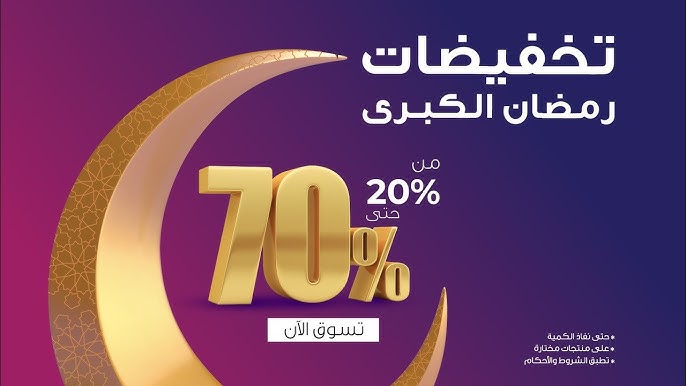 تخفيضات
رمضان الكبرى
من
20%
حتى
70%
تسوق الآن
*حتى نفاذ الكمية
*على منتجات مختارة
*تطبق الشروط والأحكام